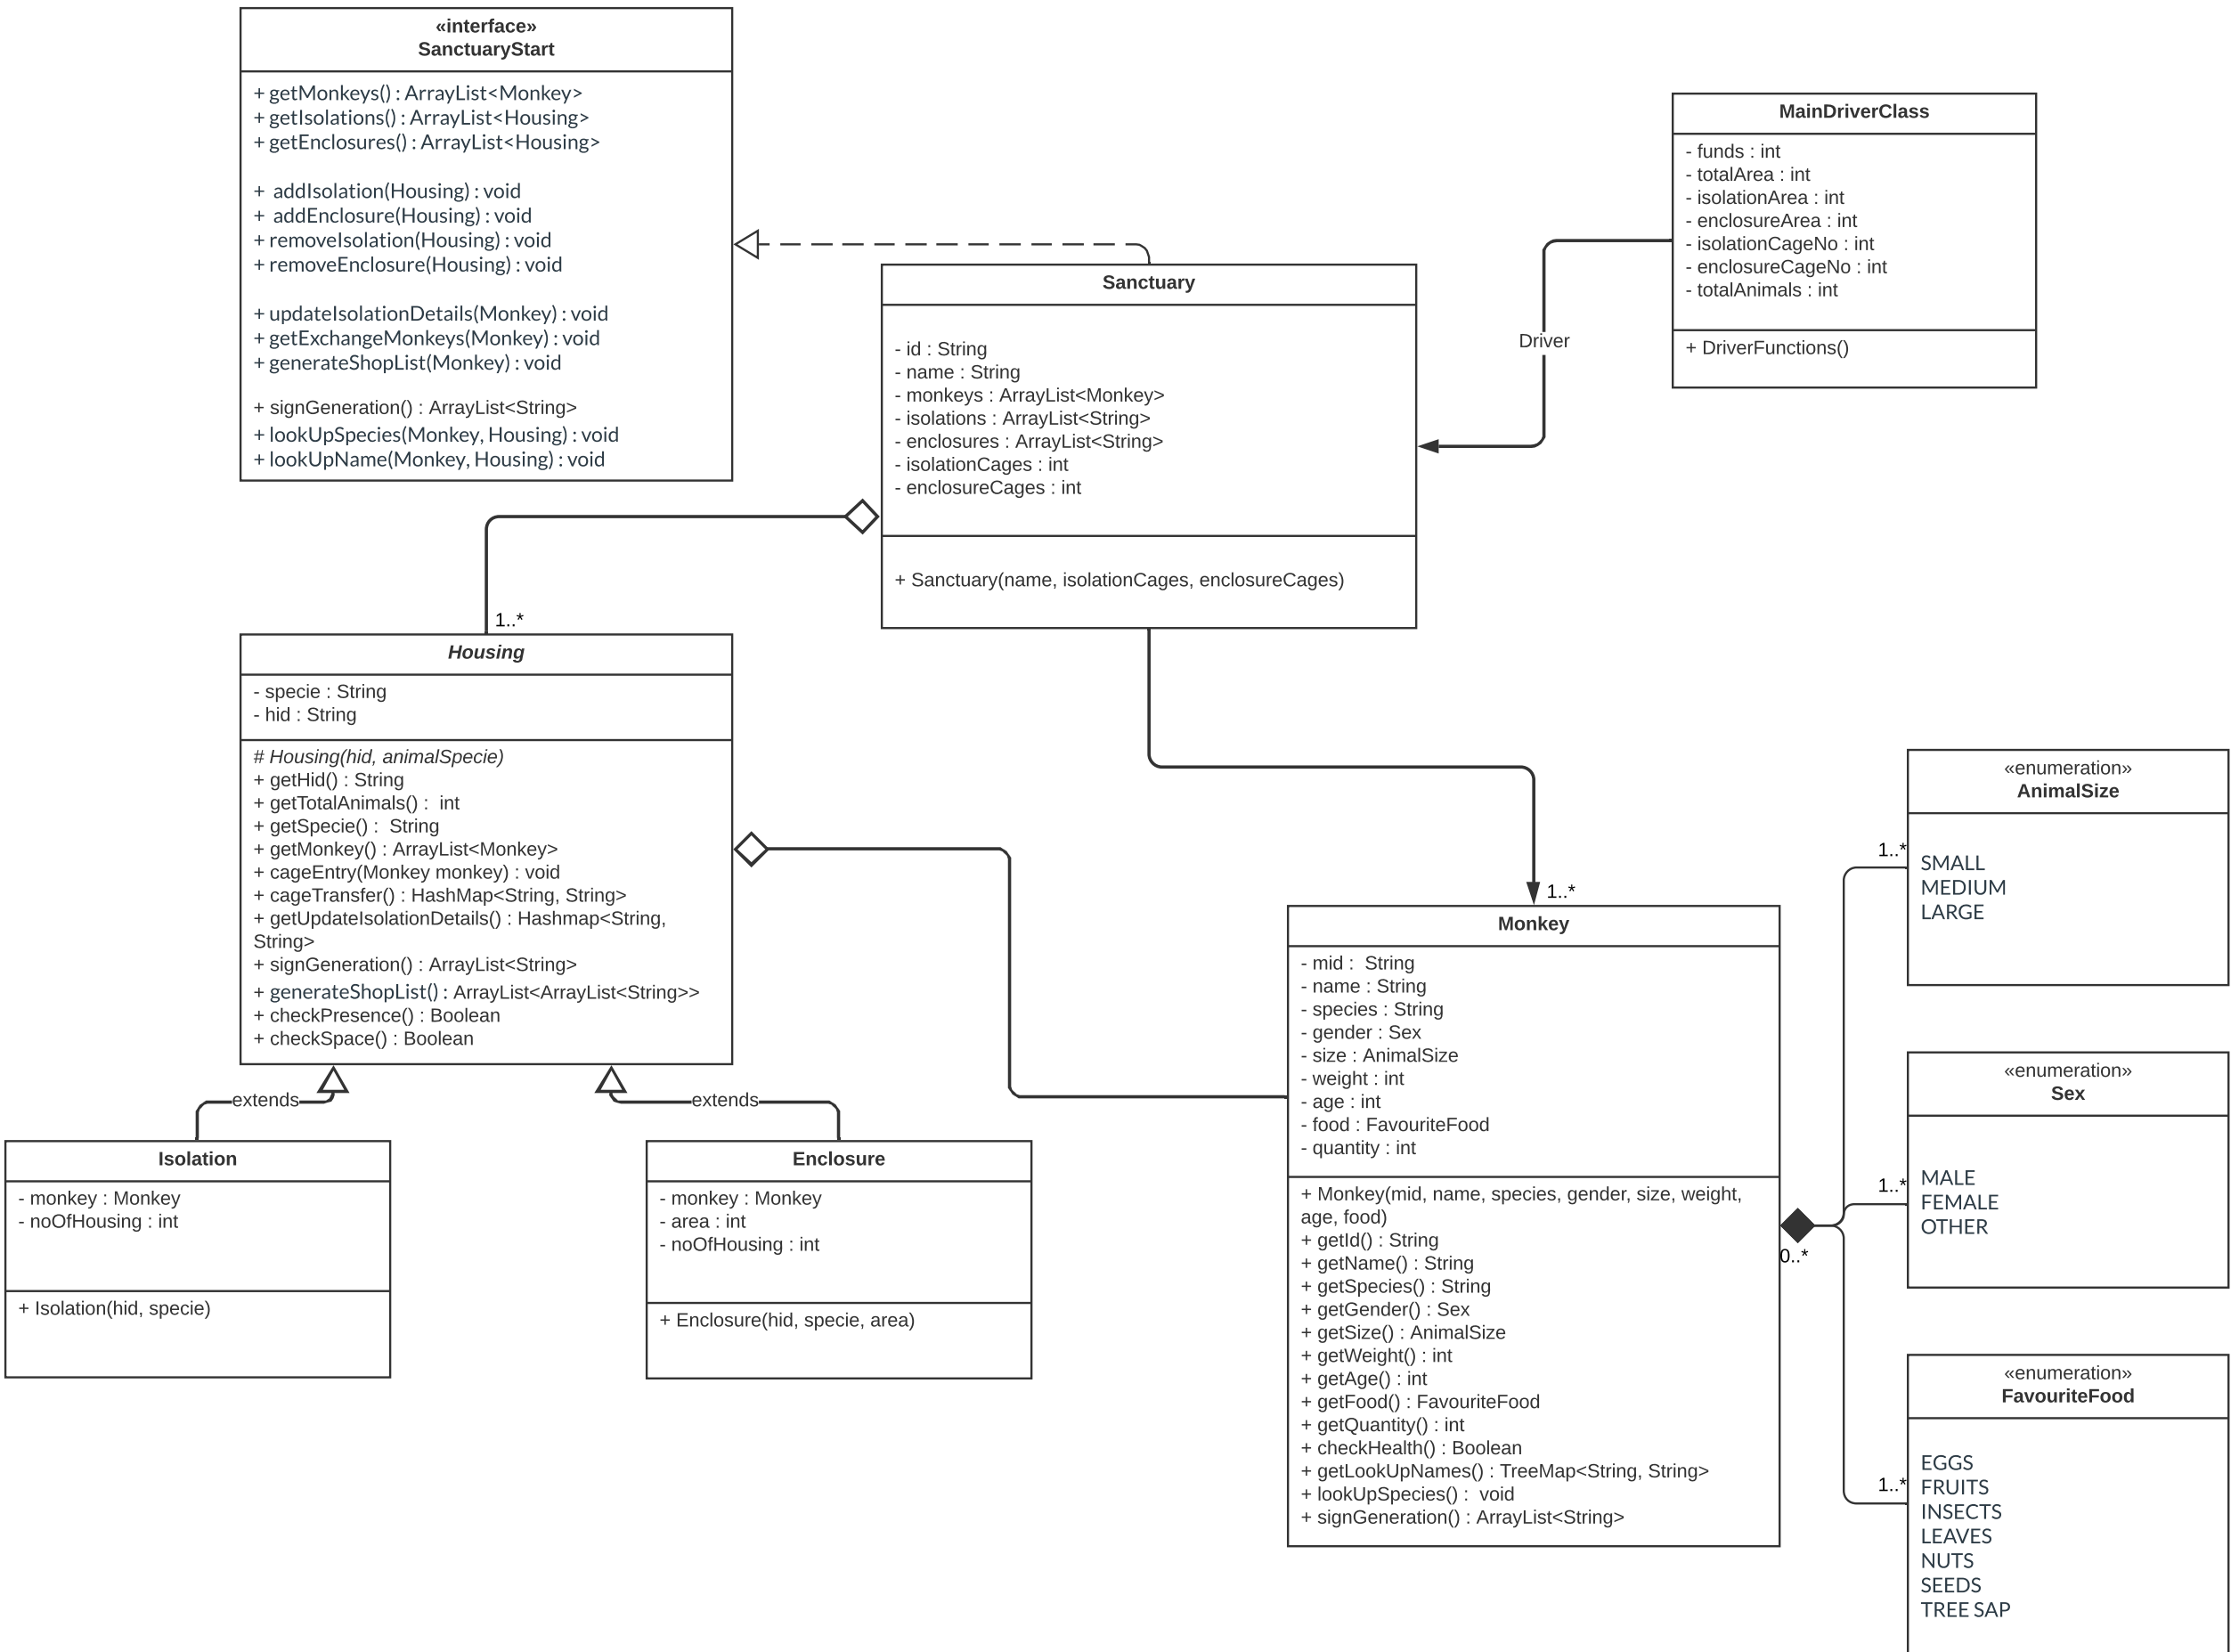 «interface»
SanctuaryStart
+ getMonkeys() : ArrayList<Monkey>
+ getIsolations() : ArrayList<Housing>
+ getEnclosures() : ArrayList<Housing>
+  addIsolation(Housing) : void
+  addEnclosure(Housing) : void
+ removeIsolation(Housing) : void
+ removeEnclosure(Housing) : void
+ updateIsolationDetails(Monkey) : void
+ getExchangeMonkeys(Monkey) : void
+ generateShopList(Monkey) : void
+ signGeneration() : ArrayList<String>
+ lookUpSpecies(Monkey, Housing) : void
+ lookUpName(Monkey, Housing) : void
MainDriverClass
- funds : int
- totalArea : int
- isolationArea : int
- enclosureArea : int
- isolationCageNo : int
- enclosureCageNo : int
- totalAnimals : int
+ DriverFunctions()
Driver
Sanctuary
- id : String
- name : String
- monkeys : ArrayList<Monkey>
- isolations : ArrayList<String>
- enclosures : ArrayList<String>
- isolationCages : int
- enclosureCages : int
+ Sanctuary(name, isolationCages, enclosureCages)
1..*
Housing
- specie : String
- hid : String
# Housing(hid, animalSpecie)
+ getHid() : String
+ getTotalAnimals() :  int
+ getSpecie() :  String
+ getMonkey() : ArrayList<Monkey>
+ cageEntry(Monkey monkey) : void
+ cageTransfer() : HashMap<String, String>
+ getUpdateIsolationDetails() : Hashmap<String,
String>
+ signGeneration() : ArrayList<String>
+ generateShopList() : ArrayList<ArrayList<String>>
+ checkPresence() : Boolean
+ checkSpace() : Boolean
extends
extends
Isolation
- monkey : Monkey
- noOfHousing : int
+ Isolation(hid, specie)
Enclosure
- monkey : Monkey
- area : int
- noOfHousing : int
+ Enclosure(hid, specie, area)
1..*
Monkey
- mid :  String
- name : String
- species : String
- gender : Sex
- size : AnimalSize
- weight : int
- age : int
- food : FavouriteFood
- quantity : int
+ Monkey(mid, name, species, gender, size, weight,
age, food)
+ getId() : String
+ getName() : String
+ getSpecies() : String
+ getGender() : Sex
+ getSize() : AnimalSize
+ getWeight() : int
+ getAge() : int
+ getFood() : FavouriteFood
+ getQuantity() : int
+ checkHealth() : Boolean
+ getLookUpNames() : TreeMap<String, String>
+ lookUpSpecies() :  void
+ signGeneration() : ArrayList<String>
0..*
1..*
«enumeration»
AnimalSize
SMALL
MEDIUM
LARGE
1..*
«enumeration»
Sex
MALE
FEMALE
OTHER
1..*
«enumeration»
FavouriteFood
EGGS
FRUITS
INSECTS
LEAVES
NUTS
SEEDS
TREE SAP